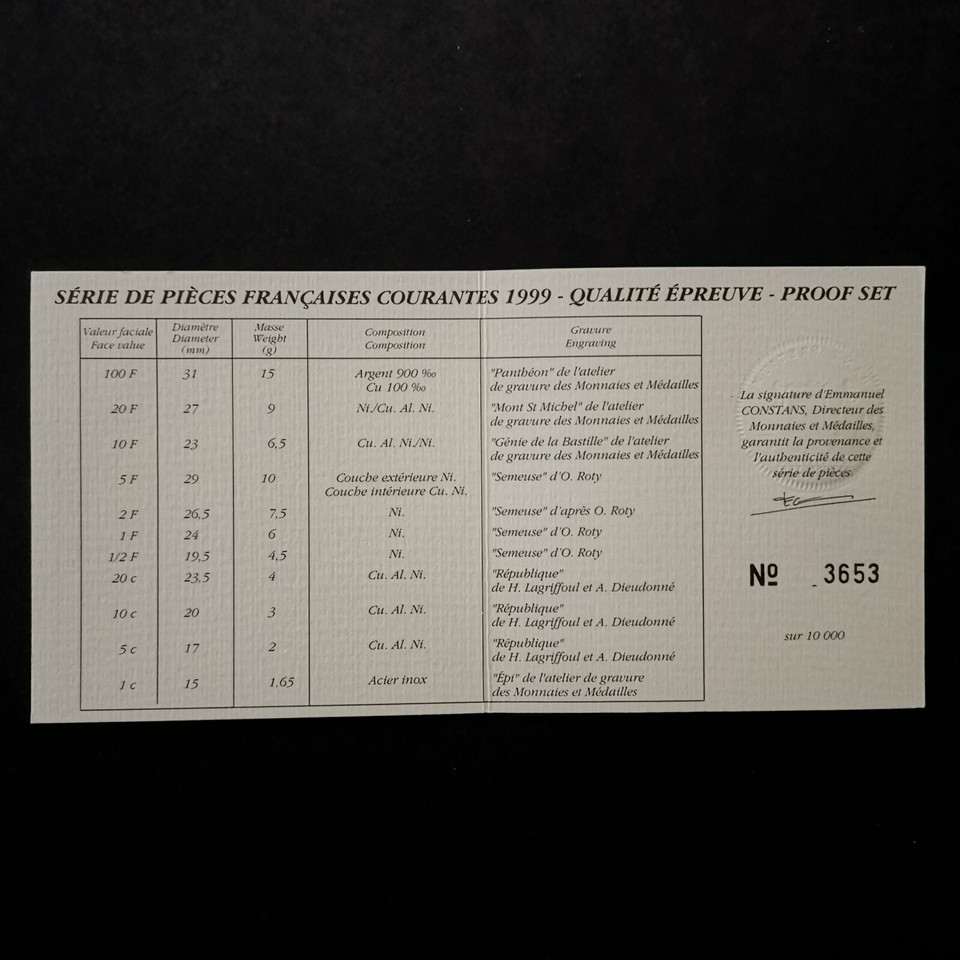 SÉRIE DE PIÈCES FRANÇAISES COURANTES 1999 - QUALITÉ ÉPREUVE - PROOF SET
Valeur faciale
Face value
Diamètre
Diameter
(mm)
Masse
Weight
(g)
Composition
Composition
Gravure
Engraving
100 F 31 15 Argent 900 ‰ "Panthéon" de l'atelier
Cu 100 ‰ de gravure des Monnaies et Médailles
20 F 27 9 Ni./Cu. Al. Ni. "Mont St Michel" de l'atelier
de gravure des Monnaies et Médailles
10 F 23 6,5 Cu. Al. Ni./Ni. "Génie de la Bastille" de l'atelier
de gravure des Monnaies et Médailles
5 F 29 10 Couche extérieure Ni. "Semeuse" d'O. Roty
Couche intérieure Cu. Ni.
2 F 26,5 7,5 Ni. "Semeuse" d'après O. Roty
1 F 24 6 Ni. "Semeuse" d'O. Roty
1/2 F 19,5 4,5 Ni. "Semeuse" d'O. Roty
20 c 23,5 4 Cu. Al. Ni. "République"
de H. Lagriffoul et A. Dieudonné
10 c 20 3 Cu. Al. Ni. "République"
de H. Lagriffoul et A. Dieudonné
5 c 17 2 Cu. Al. Ni. "République"
de H. Lagriffoul et A. Dieudonné
1 c 15 1,65 Acier inox "Épi" de l'atelier de gravure
des Monnaies et Médailles
La signature d'Emmanuel
CONSTANS, Directeur des
Monnaies et Médailles,
garantit la provenance et
l'authenticité de cette
série de pièces
Nº 3653
sur 10 000